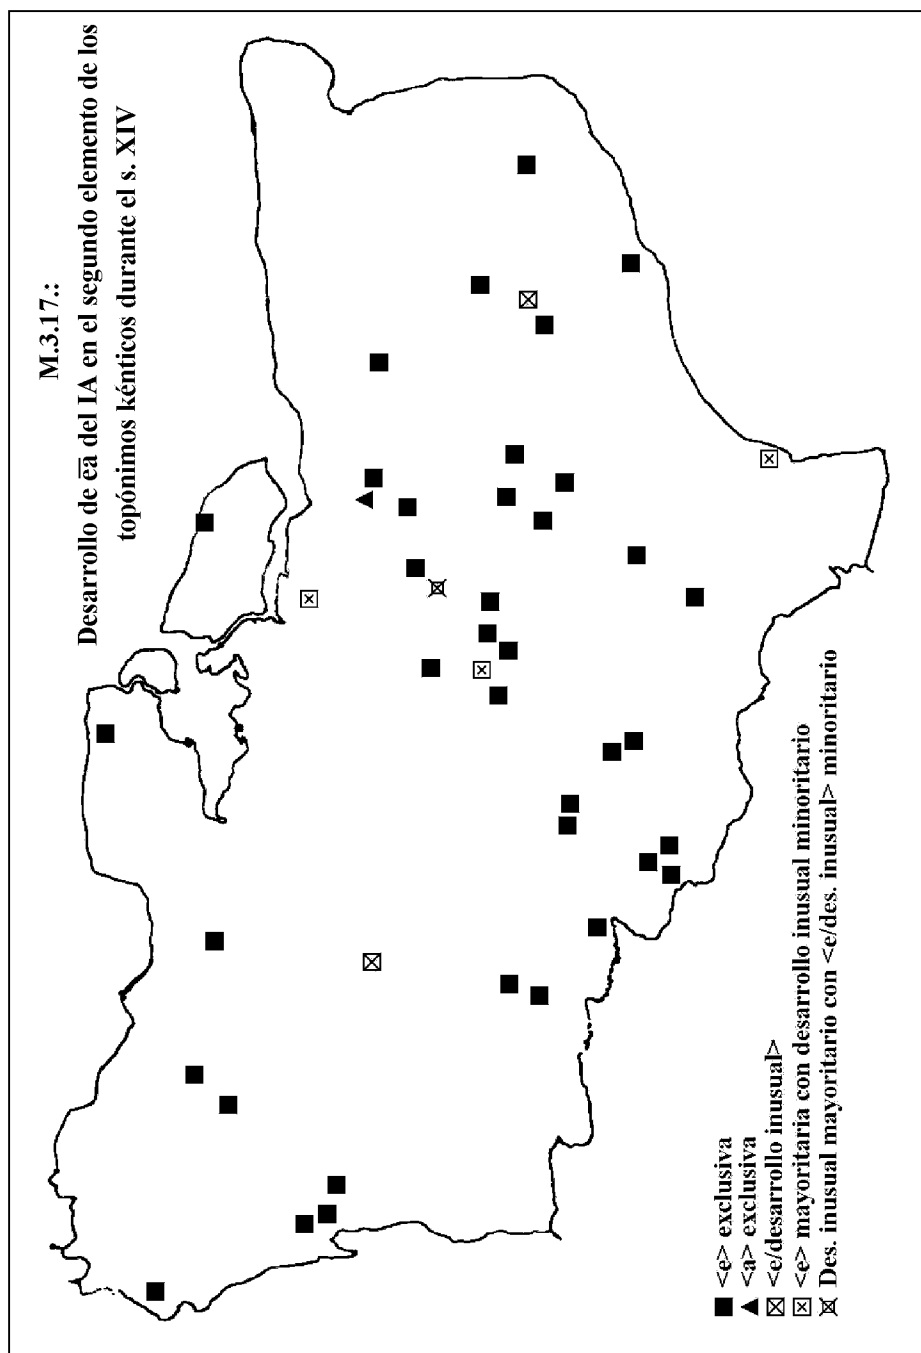 M.3.17.:
Desarrollo de e͞a del IA en el segundo elemento de los
topónimos kénticos durante el s. XIV
<e> exclusiva
<a> exclusiva
<e/desarrollo inusual>
<e> mayoritaria con desarrollo inusual minoritario
Des. inusual mayoritario con <e/des. inusual> minoritario